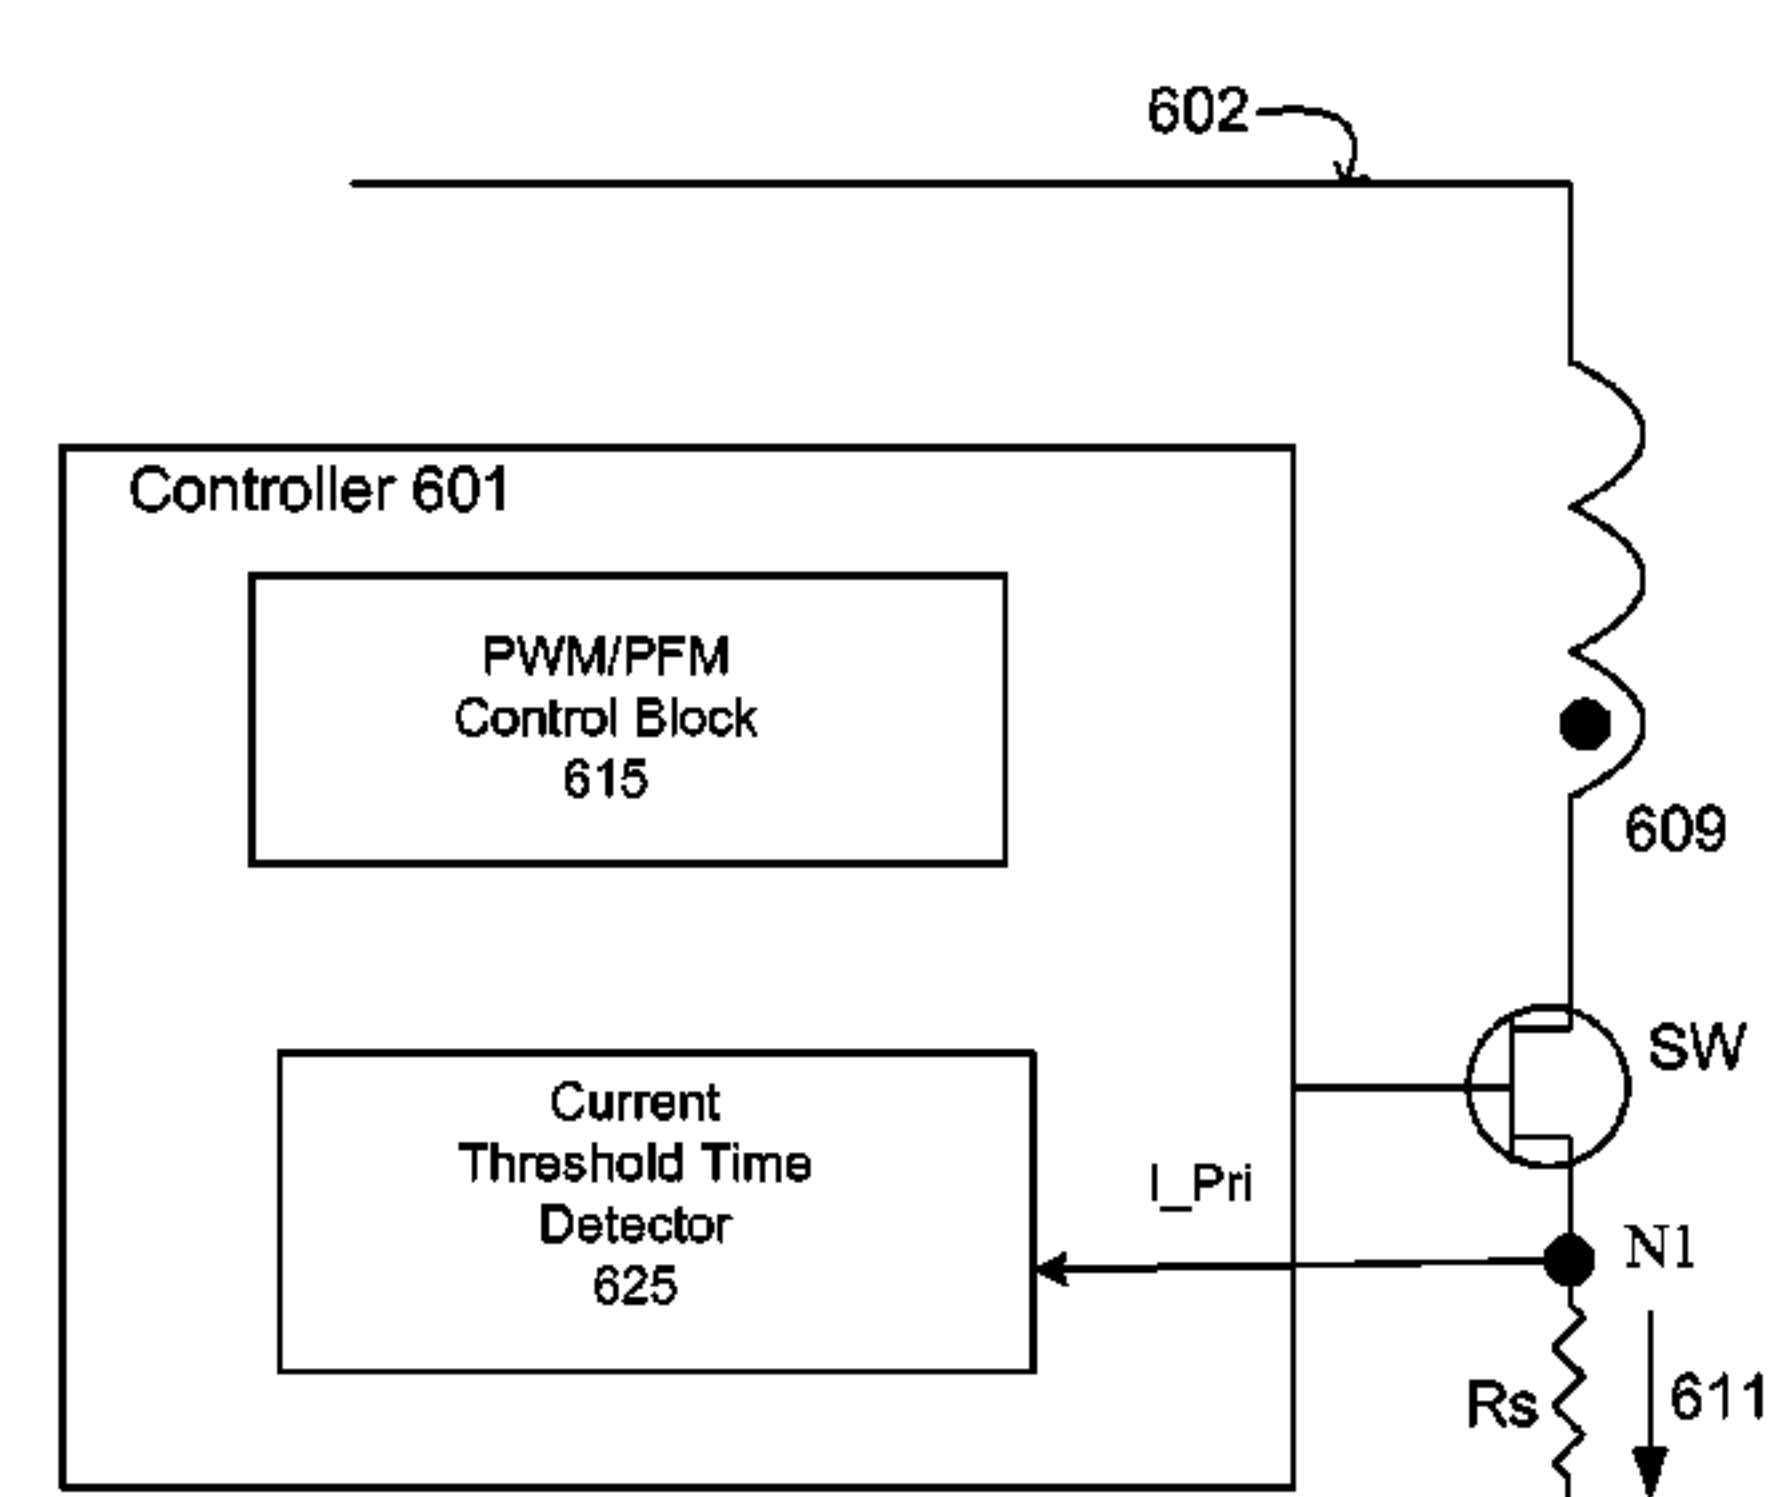 602
Controller 601
PWM/PFM
Control Block
615
609
SW
Current
Threshold Time
Detector
625
I_Pri
N1
Rs
611